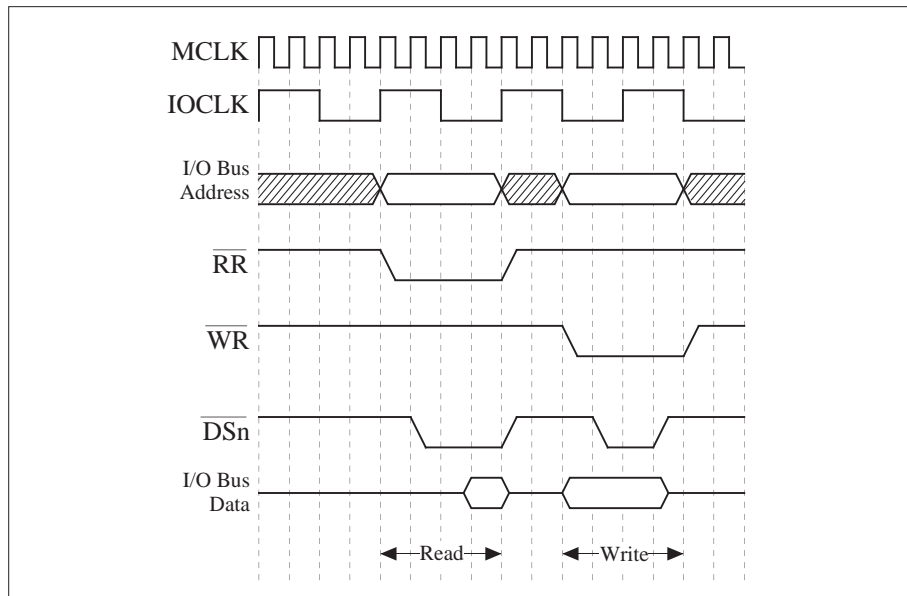 MCLK
IOCLK
I/O Bus
Address
RR
WR
DSn
I/O Bus
Data
Read
Write